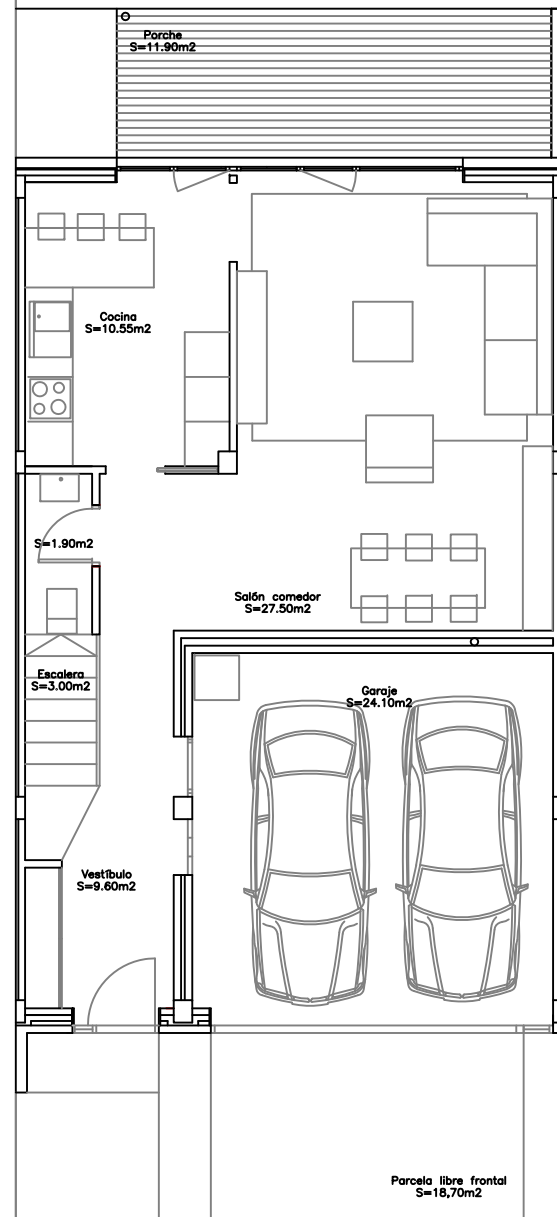 Porche
S=11.90m2
Cocina
S=10.55m2
S=1.90m2
Salón comedor
S=27.50m2
Escalera
S=3.00m2
Garaje
S=24.10m2
Vestíbulo
S=9.60m2
Parcela libre frontal
S=18,70m2